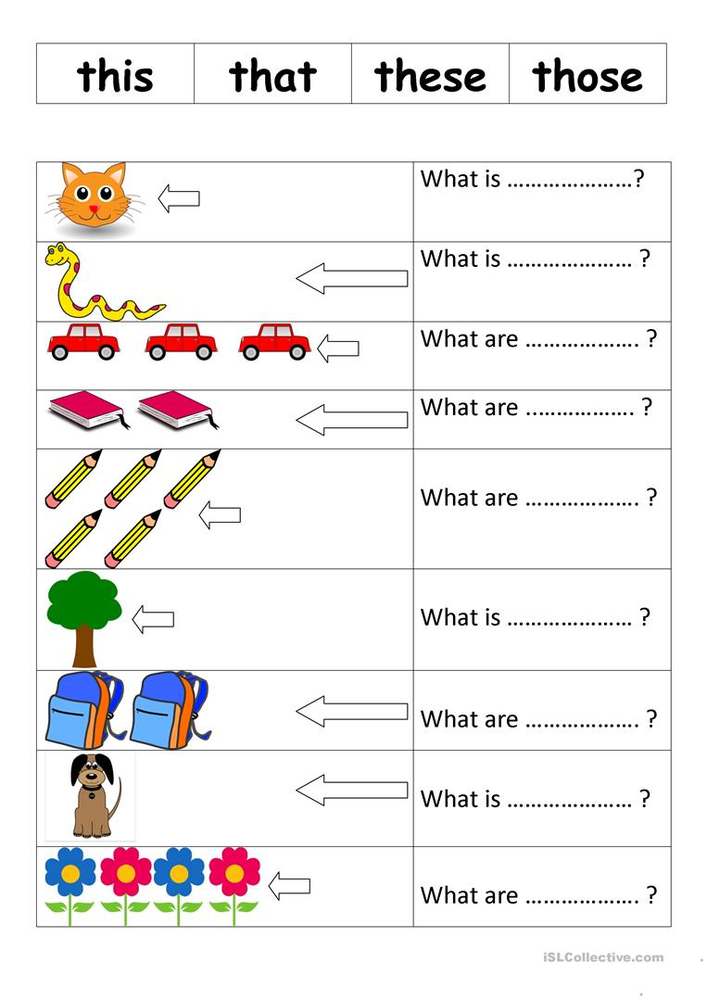 this that these those
What is …………………?
What is ………………… ?
What are ………………. ?
What are ………………. ?
What are ………………. ?
What is ………………… ?
What are ………………. ?
What is ………………… ?
What are ………………. ?
iSLCollective.com